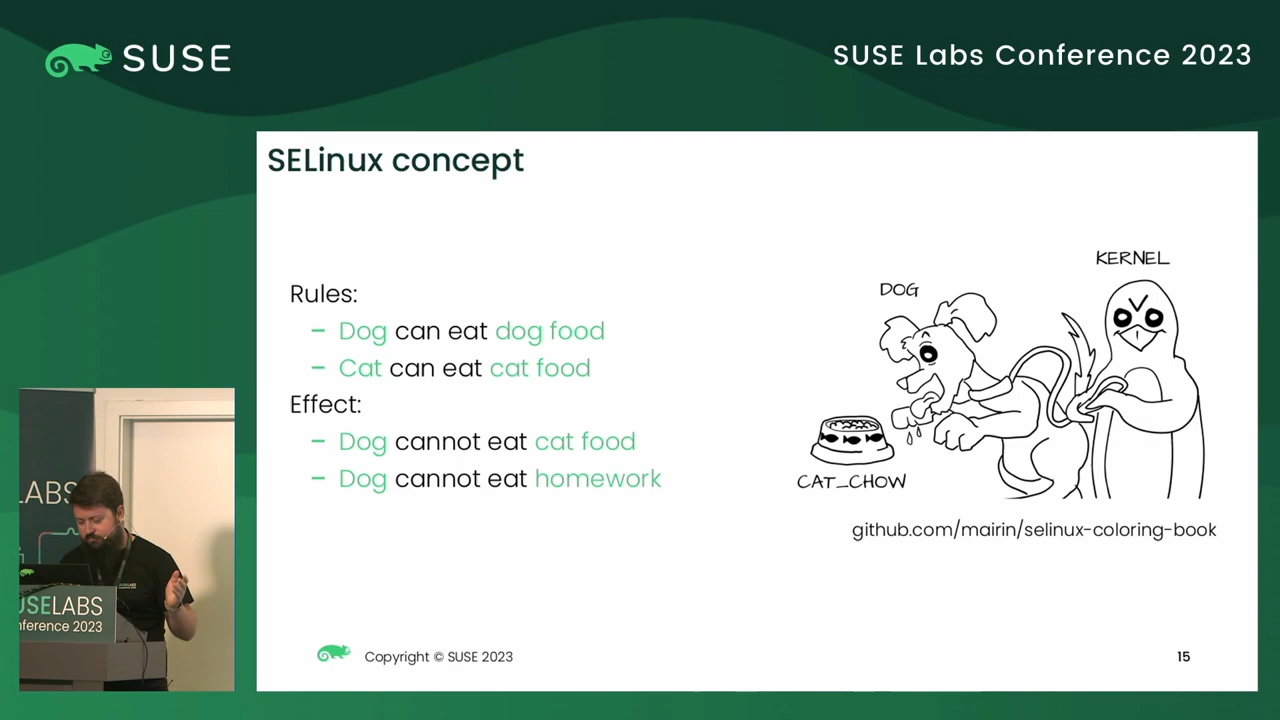 SUSE
SUSE Labs Conference 2023
SELinux concept
Rules:
– Dog can eat dog food
– Cat can eat cat food
Effect:
– Dog cannot eat cat food
– Dog cannot eat homework
KERNEL
DOG
CAT_CHOW
github.com/mairin/selinux-coloring-book
Copyright © SUSE 2023
15
LABS
USELABS
nference 2023